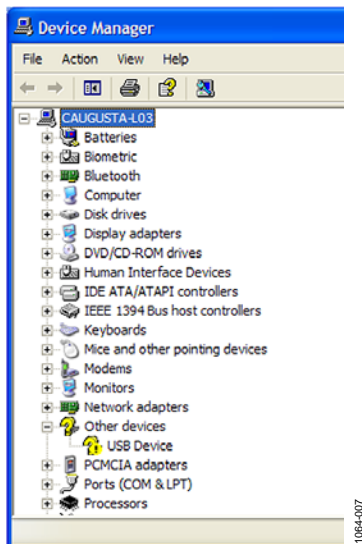 Device Manager
File Action View Help
CAUGUSTA-L03
Batteries
Biometric
Bluetooth
Computer
Disk drives
Display adapters
DVD/CD-ROM drives
Human Interface Devices
IDE ATA/ATAPI controllers
IEEE 1394 Bus host controllers
Keyboards
Mice and other pointing devices
Modems
Monitors
Network adapters
Other devices
USB Device
PCMCIA adapters
Ports (COM & LPT)
Processors
1064-007